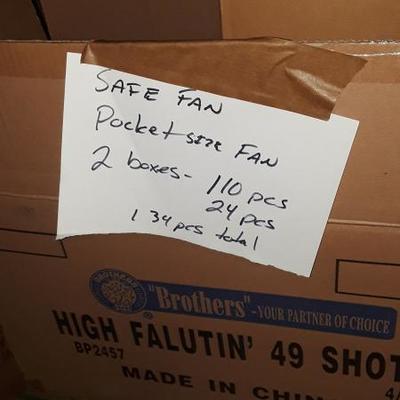 SAFE FAN
Pocket size FAN
2 boxes- 110 pcs
24 pcs
134 pcs total
"Brothers"-YOUR PARTNER OF CHOICE
HIGH FALUTIN' 49 SHOT
BP2457
4/
MADE IN CHIN